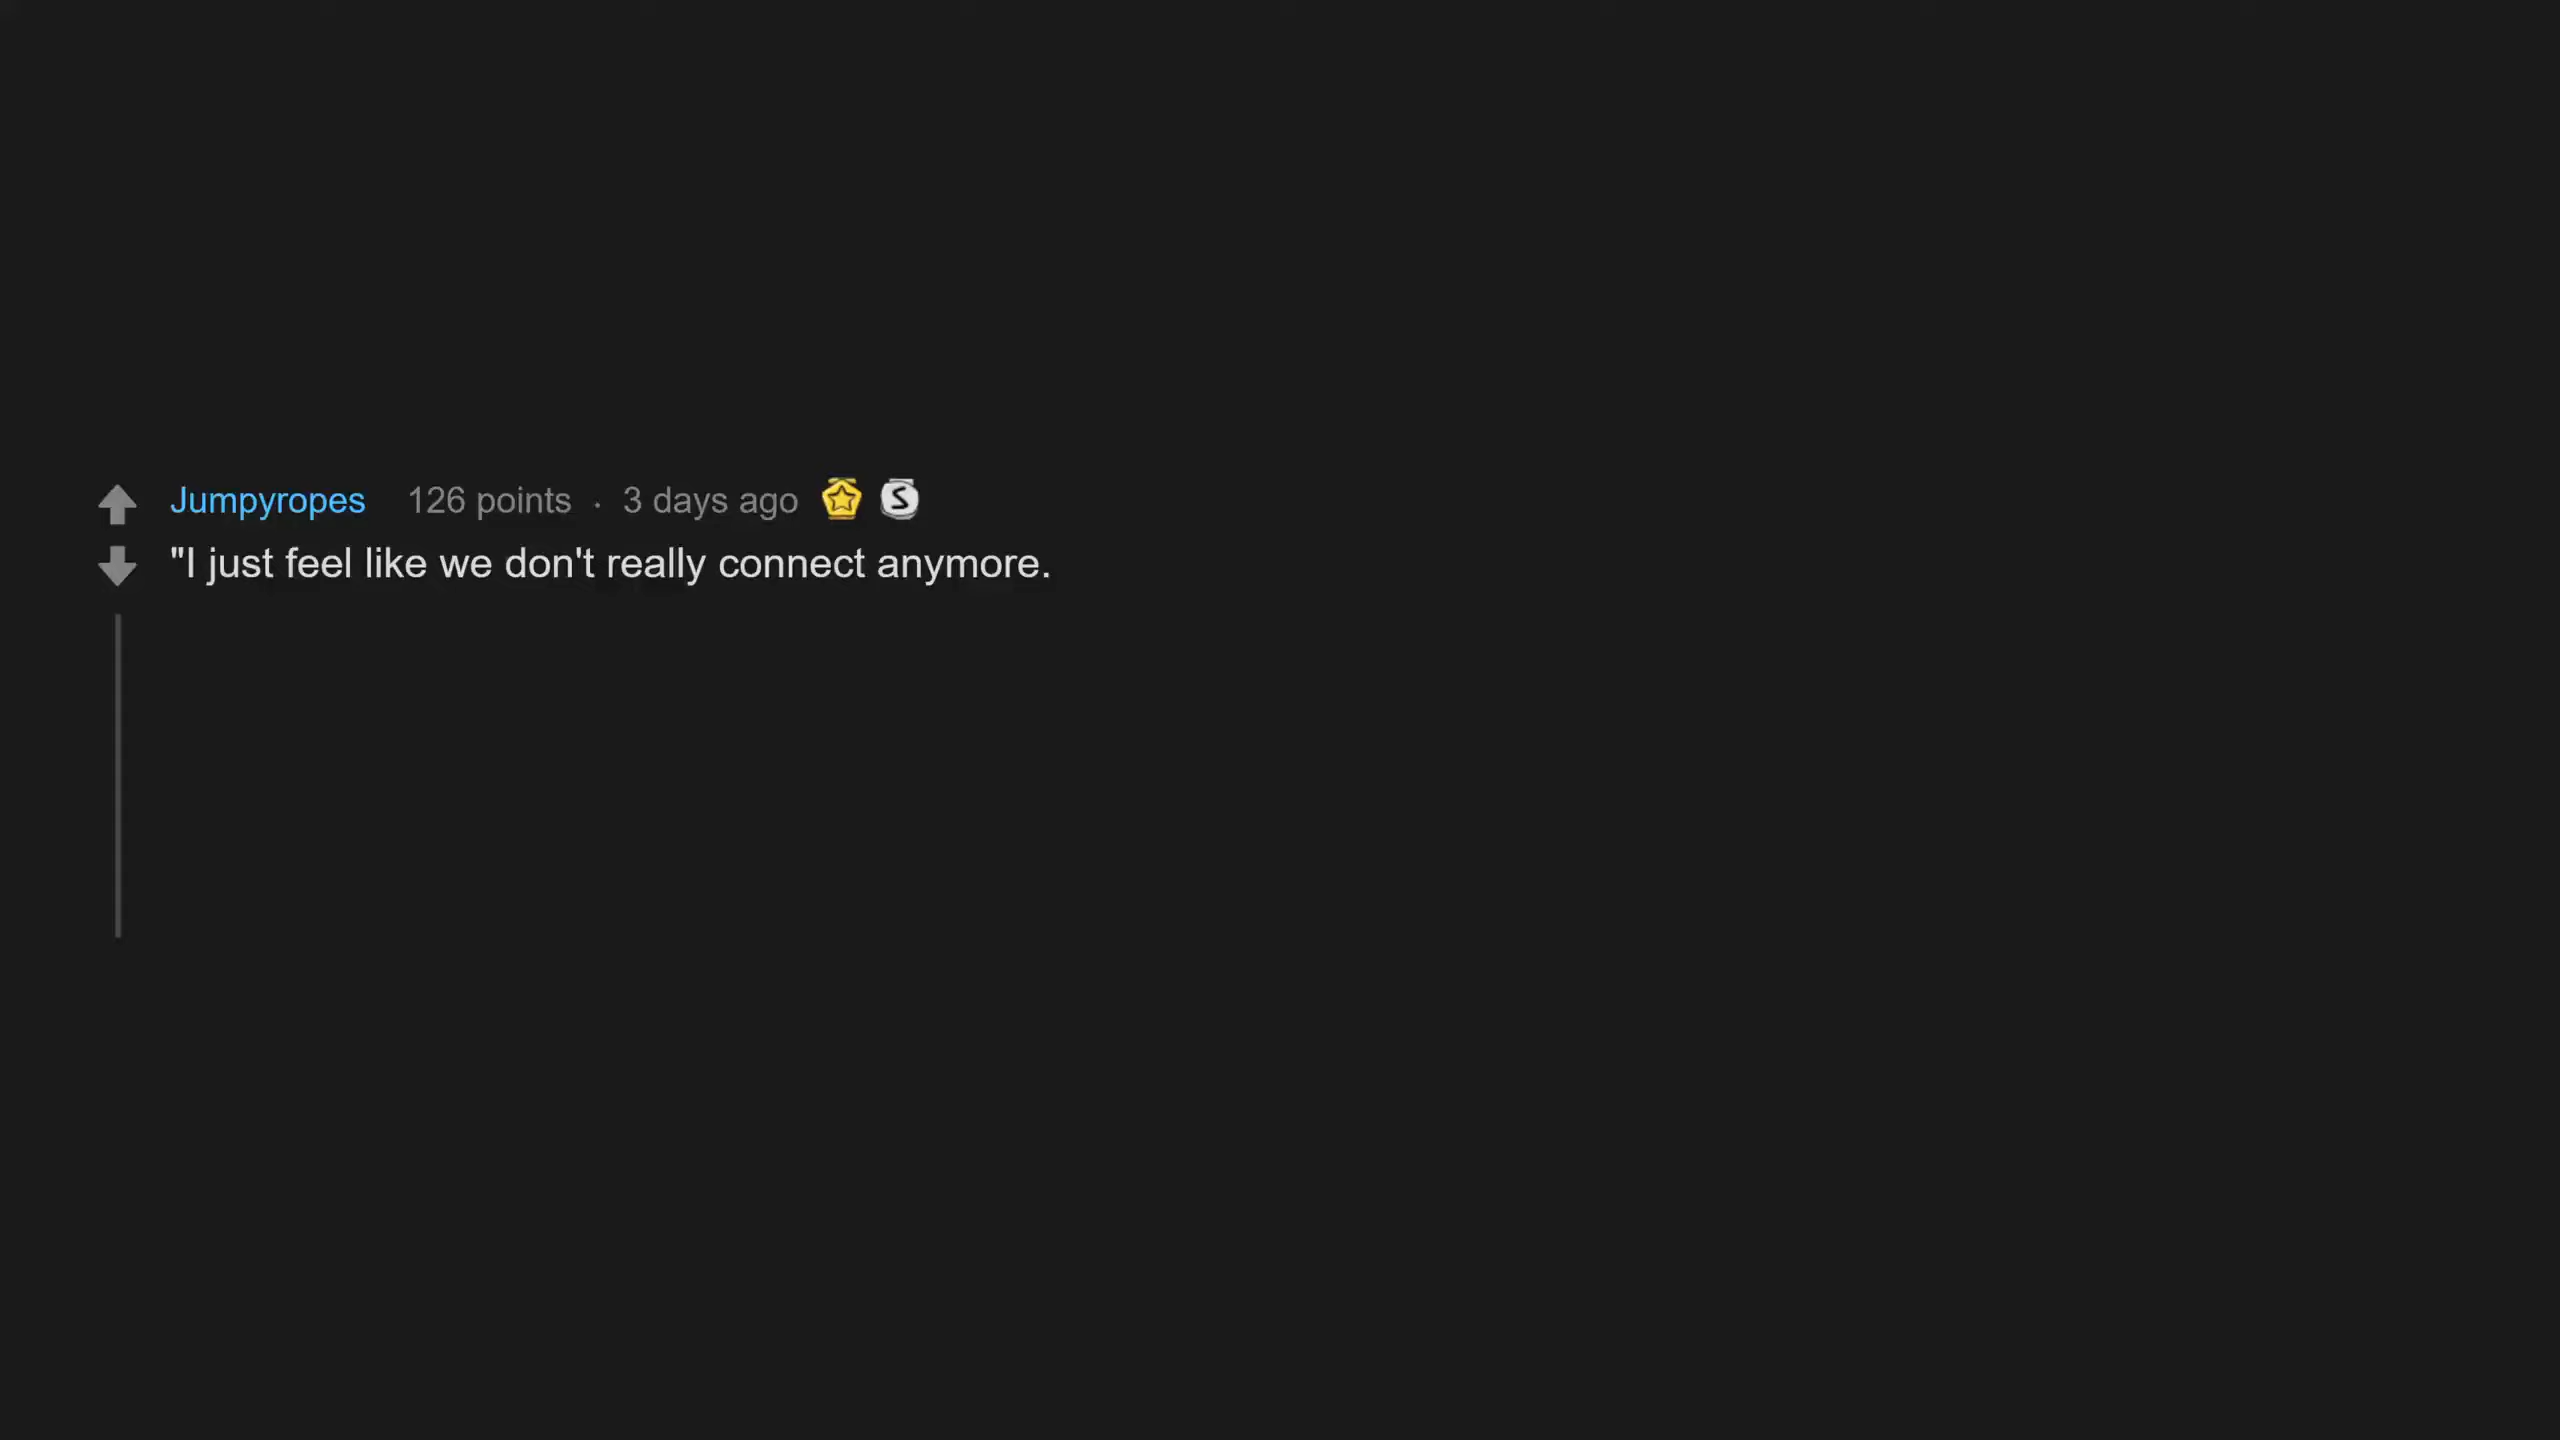 Jumpyropes 126 points · 3 days ago
"I just feel like we don't really connect anymore.